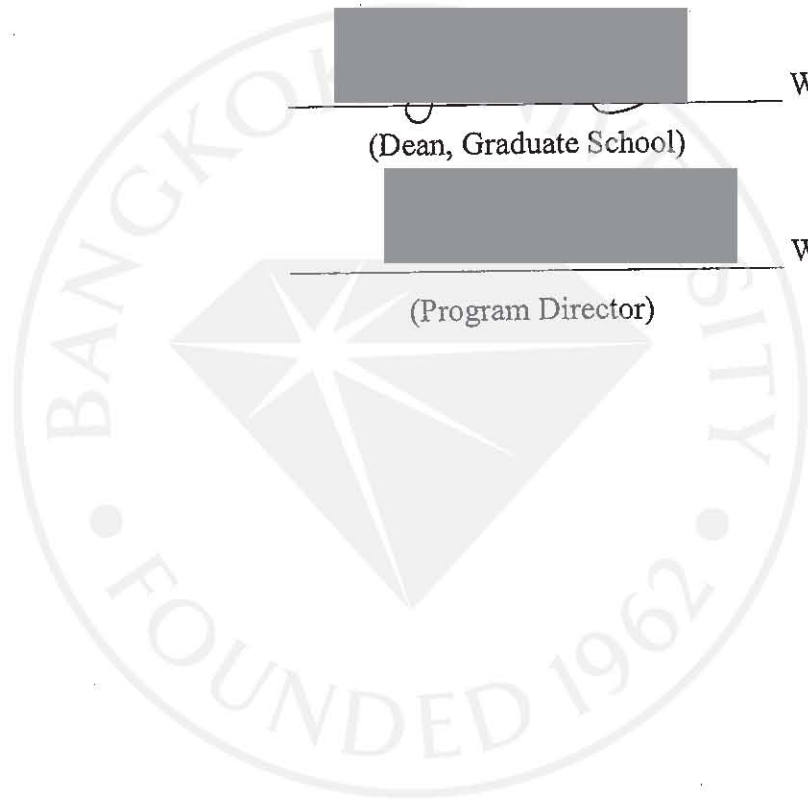 W
(Dean, Graduate School)
W
(Program Director)
BANGKOK UNIVERSITY
FOUNDED 1962